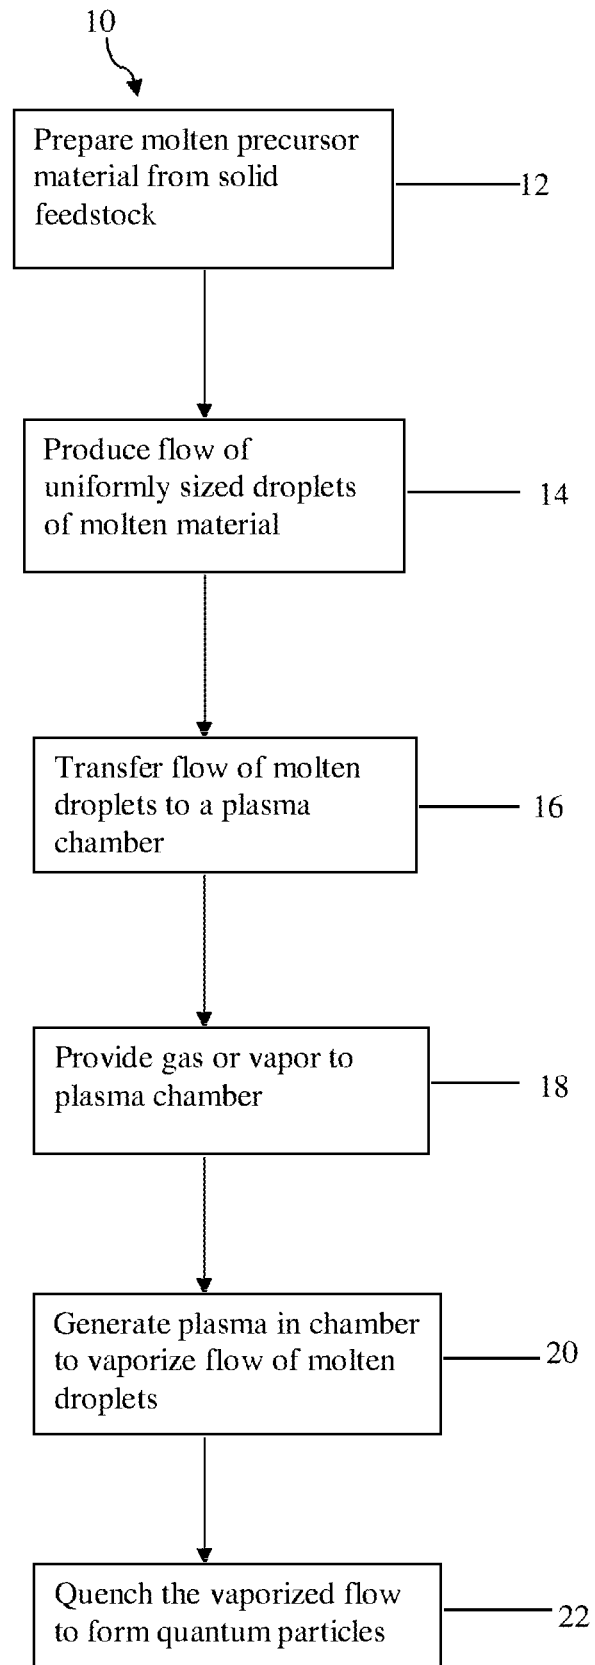 10
Prepare molten precursor
material from solid
feedstock
12
Produce flow of
uniformly sized droplets
of molten material
14
Transfer flow of molten
droplets to a plasma
chamber
16
Provide gas or vapor to
plasma chamber
18
Generate plasma in chamber
to vaporize flow of molten
droplets
20
Quench the vaporized flow
to form quantum particles
22